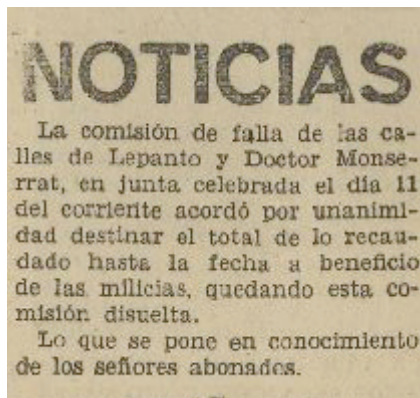 NOTICIAS
La comisión de falla de las ca-
lles de Lepanto y Doctor Monse-
rrat, en junta celebrada el día 11
del corriente acordó por unanimi-
dad destinar el total de lo recau-
dado hasta la fecha a beneficio
de las milicias, quedando esta co-
misión disuelta.
Lo que se pone en conocimiento
de los señores abonados.